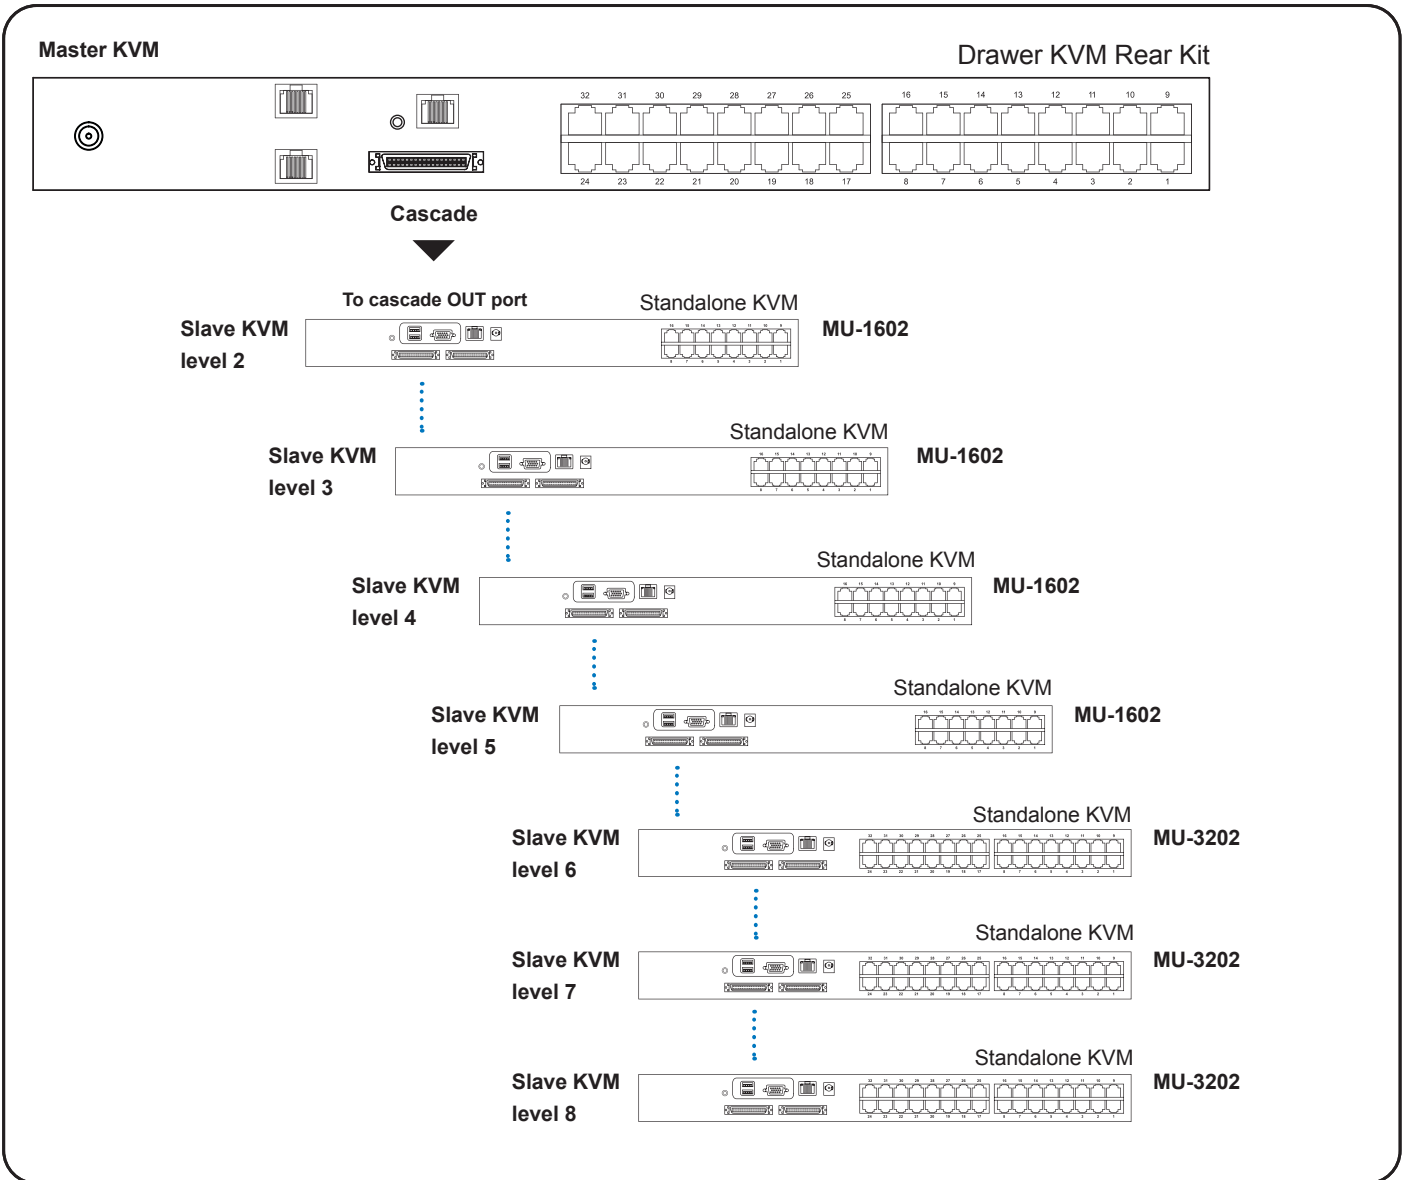 Master KVM
Drawer KVM Rear Kit
32 31 30 29 28 27 26 25 16 15 14 13 12 11 10 9
24 23 22 21 20 19 18 17 8 7 6 5 4 3 2 1
Cascade
To cascade OUT port
Standalone KVM
Slave KVM
level 2
MU-1602
Standalone KVM
Slave KVM
level 3
MU-1602
Standalone KVM
Slave KVM
level 4
MU-1602
Standalone KVM
Slave KVM
level 5
MU-1602
Standalone KVM
Slave KVM
level 6
MU-3202
Standalone KVM
Slave KVM
level 7
MU-3202
Standalone KVM
Slave KVM
level 8
MU-3202